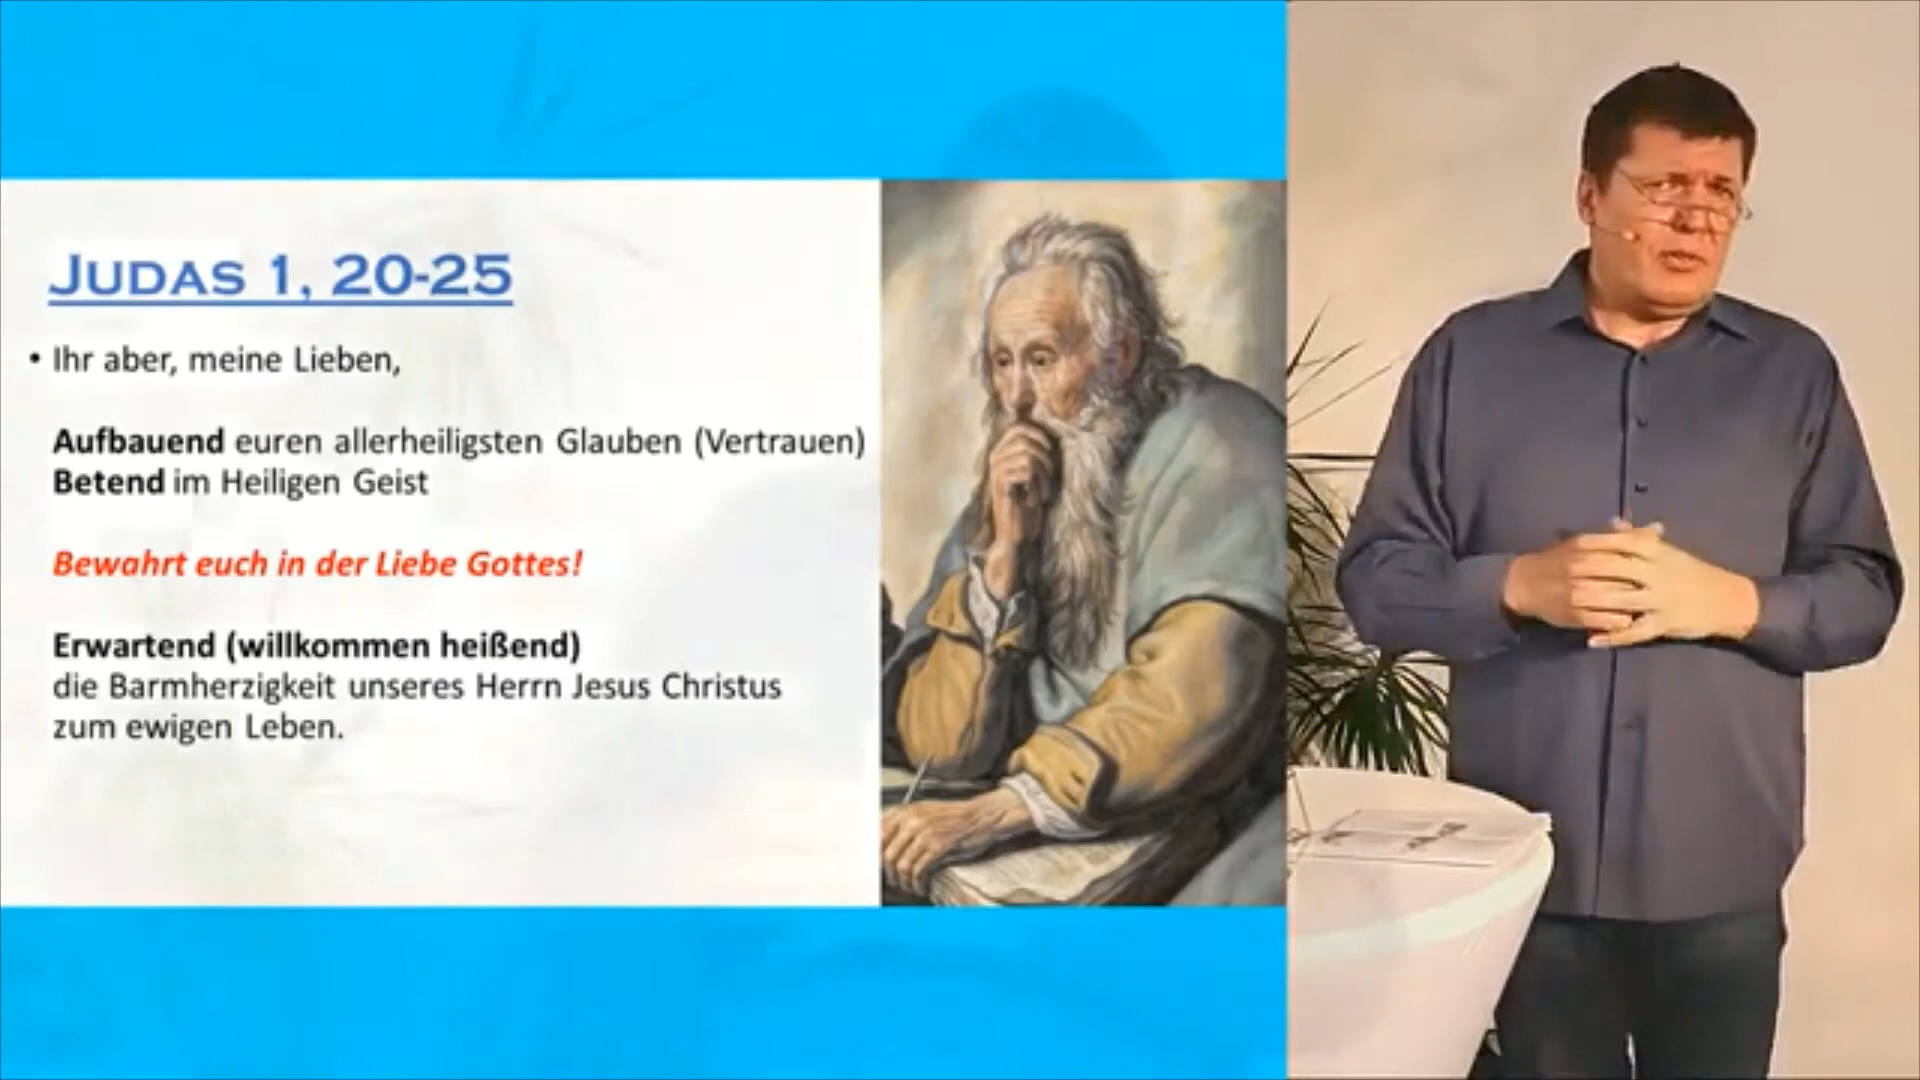 JUDAS 1, 20-25
• Ihr aber, meine Lieben,
Aufbauend euren allerheiligsten Glauben (Vertrauen)
Betend im Heiligen Geist
Bewahrt euch in der Liebe Gottes!
Erwartend (willkommen heißend)
die Barmherzigkeit unseres Herrn Jesus Christus
zum ewigen Leben.